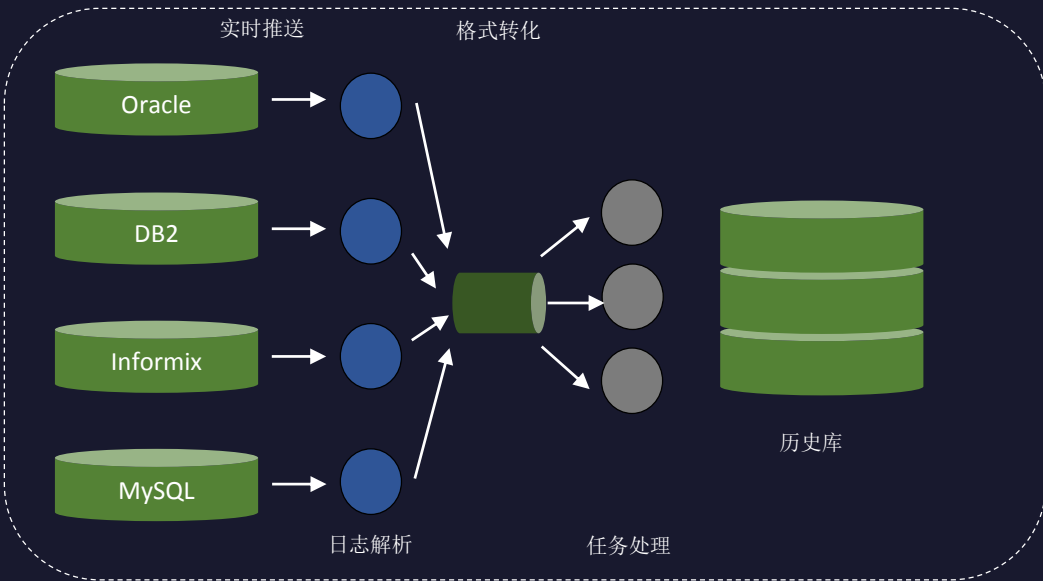 实时推送
格式转化
Oracle
DB2
Informix
MySQL
历史库
日志解析
任务处理